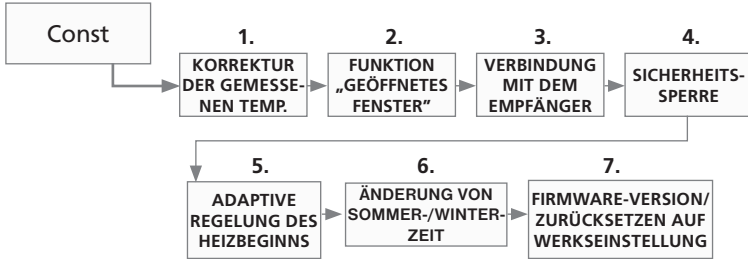 Const
1.
KORREKTUR
DER GEMESSE-
NEN TEMP.
2.
FUNKTION
„GEÖFFNETES
FENSTER”
3.
VERBINDUNG
MIT DEM
EMPFÄNGER
4.
SICHERHEITS-
SPERRE
5.
ADAPTIVE
REGELUNG DES
HEIZBEGINNS
6.
ÄNDERUNG VON
SOMMER-/WINTER-
ZEIT
7.
FIRMWARE-VERSION/
ZURÜCKSETZEN AUF
WERKSEINSTELLUNG